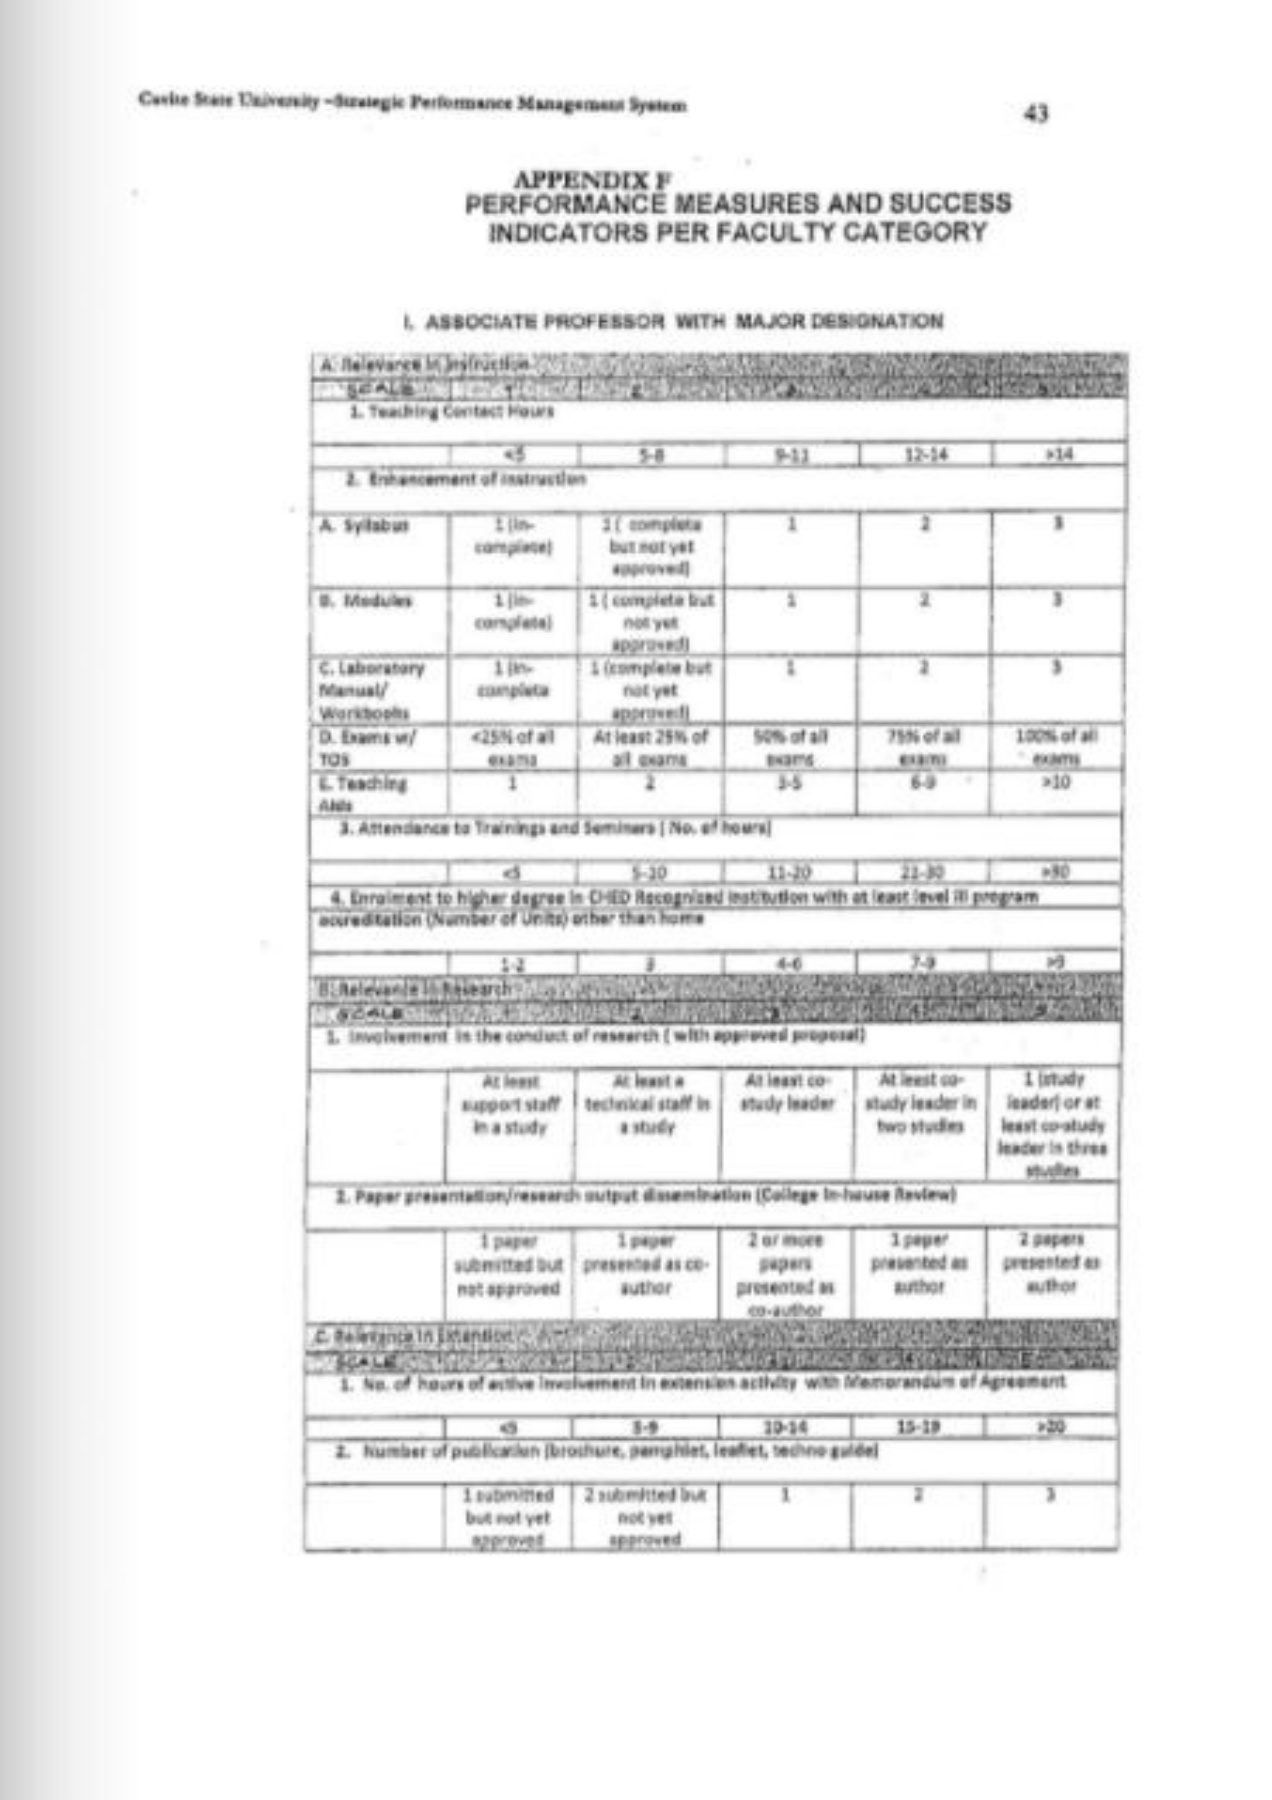 Cavite State University –Strategic Performance Management System
43
APPENDIX F
PERFORMANCE MEASURES AND SUCCESS
INDICATORS PER FACULTY CATEGORY
I. ASSOCIATE PROFESSOR WITH MAJOR DESIGNATION
A. Relevance in Instruction
SCALE 1 2 3 4 5
1. Teaching Contact Hours
<5 5-8 9-11 12-14 >14
2. Enhancement of instruction
A. Syllabus 1 (in- 1 ( complete 1 2 3
complete) but not yet
approved)
B. Modules 1 (in- 1 ( complete but 1 2 3
complete) not yet
approved)
C. Laboratory 1 (in- 1 (complete but 1 2 3
Manual/ complete not yet
Workbooks approved)
D. Exams w/ <25% of all At least 25% of 50% of all 75% of all 100% of all
TOS exams all exams exams exams exams
E. Teaching 1 2 3-5 6-9 >10
Aids
3. Attendance to Trainings and Seminars ( No. of hours)
<5 5-10 11-20 21-30 >30
4. Enrolment to higher degree in CHED Recognized institution with at least level III program
accreditation (Number of Units) other than home
1-2 3 4-6 7-9 >9
B. Relevance in Research
SCALE 1 2 3 4 5
1. Involvement in the conduct of research ( with approved proposal)
At least At least a At least co- At least co- 1 (study
support staff technical staff in study leader study leader in leader) or at
in a study a study two studies least co-study
leader in three
studies
2. Paper presentation/research output dissemination (College In-house Review)
1 paper 1 paper 2 or more 1 paper 2 papers
submitted but presented as co- papers presented as presented as
not approved author presented as author author
co-author
C. Relevance in Extention
SCALE 1 2 3 4 5
1. No. of hours of active involvement in extension activity with Memorandum of Agreement
<5 5-9 10-14 15-19 >20
2. Number of publication (brochure, pamphlet, leaflet, techno guide)
1 submitted 2 submitted but 1 2 3
but not yet not yet
approved approved